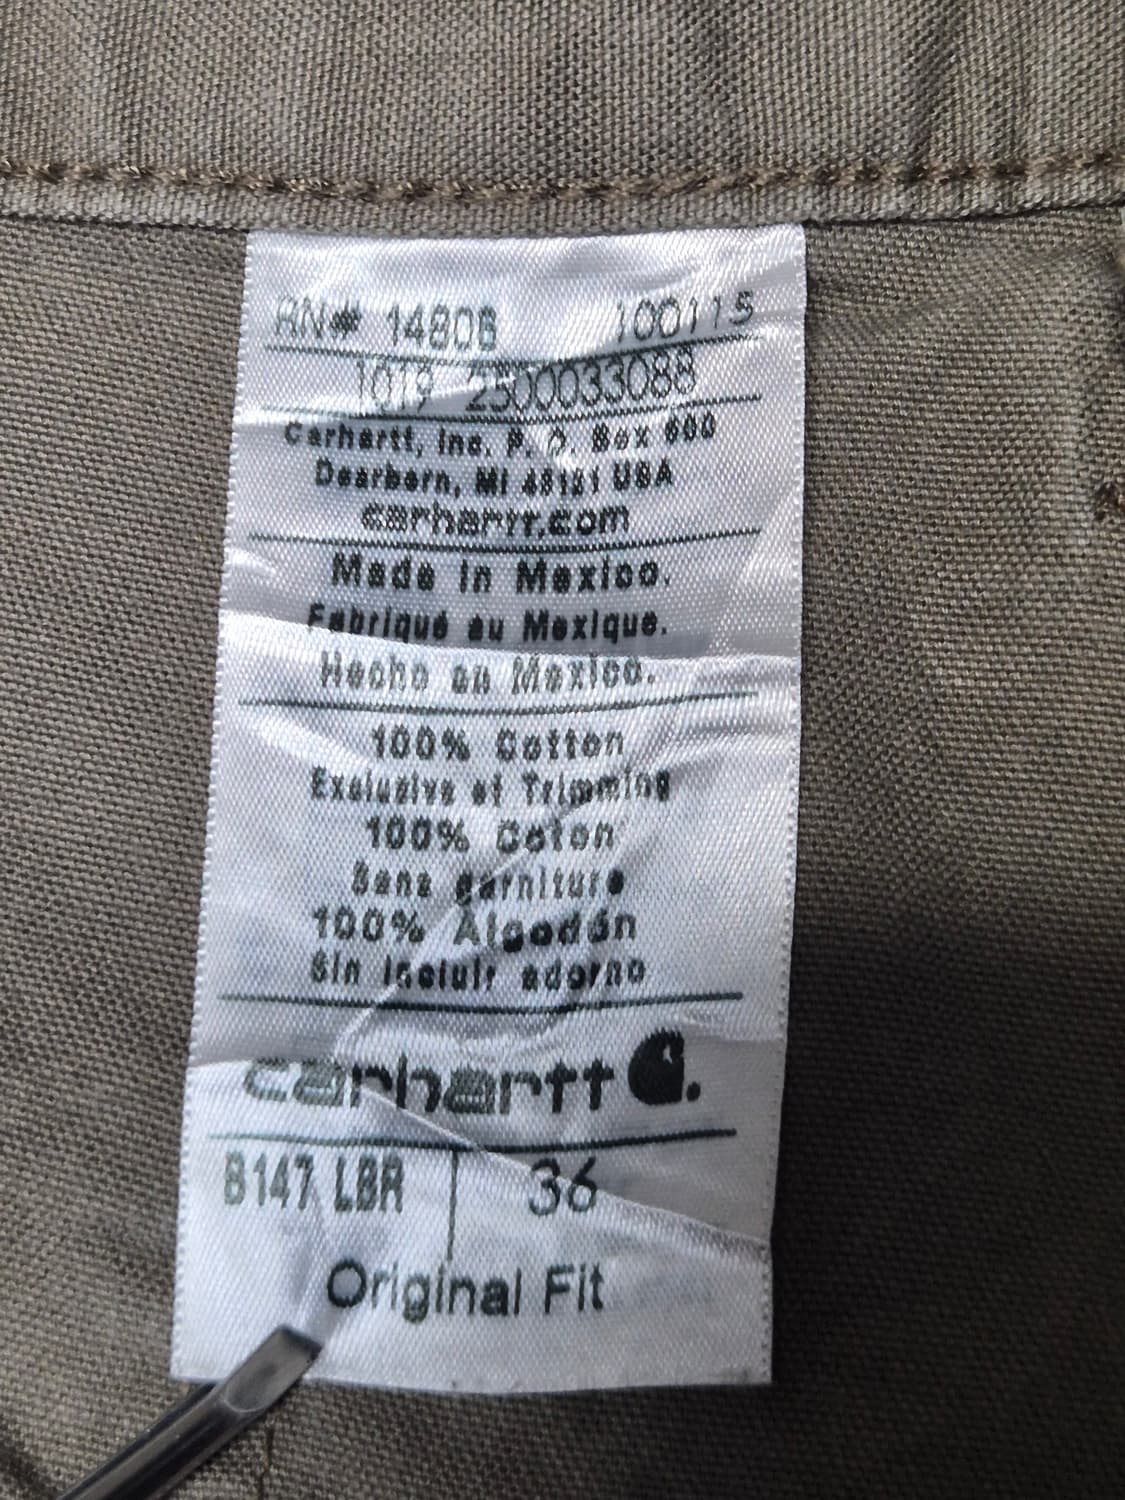 RN# 14806 100115
1019 2500033088
Carhartt, Inc. P. O. Box 600
Dearborn, MI 48121 USA
carhartt.com
Made in Mexico.
Fabriqué au Mexique.
Hecho en Mexico.
100% Cotton
Exclusive of Trimming
100% Coton
Sans garniture
100% Algodón
Sin incluir adorno
carhartt
B147 LBR 36
Original Fit